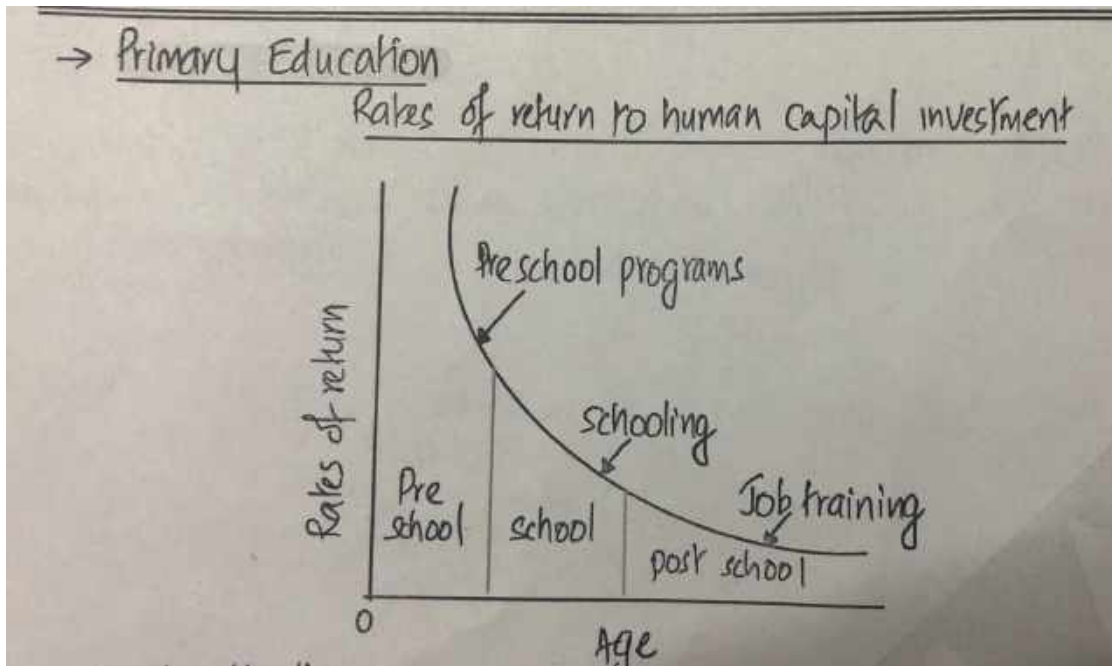 → Primary Education
Rates of return to human capital investment
Preschool programs
schooling
Job training
Rates of return
Pre
school
school
post school
0
Age